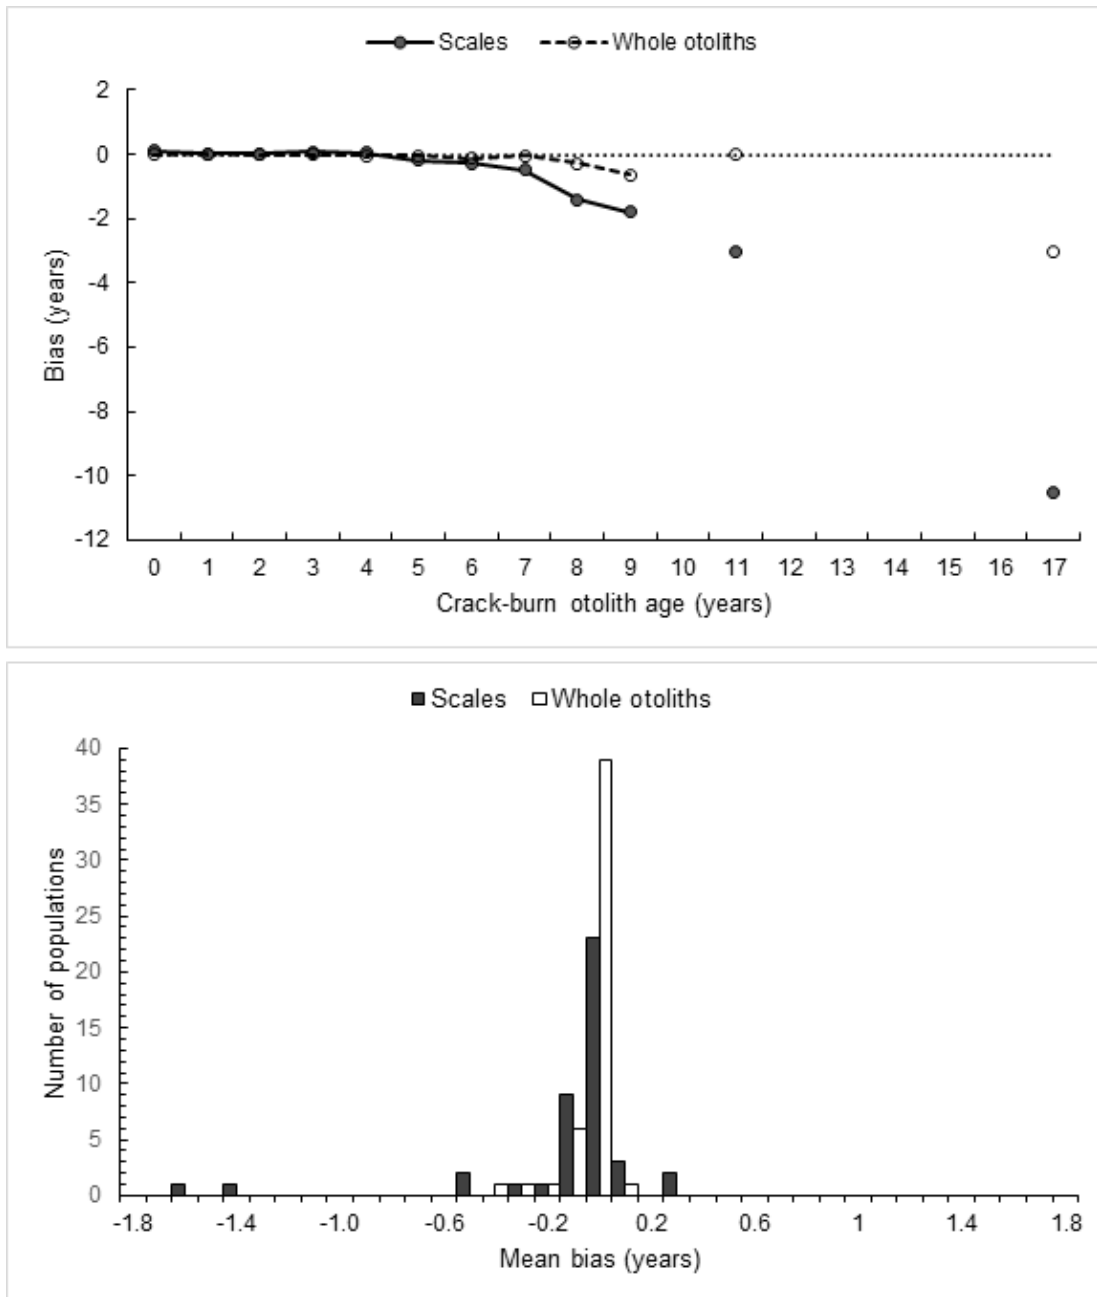 Scales Whole otoliths
2
0
-2
-4
-6
-8
-10
-12
Bias (years)
0 1 2 3 4 5 6 7 8 9 10 11 12 13 14 15 16 17
Crack-burn otolith age (years)
Scales Whole otoliths
40
35
30
25
20
15
10
5
0
Number of populations
-1.8 -1.4 -1.0 -0.6 -0.2 0.2 0.6 1 1.4 1.8
Mean bias (years)